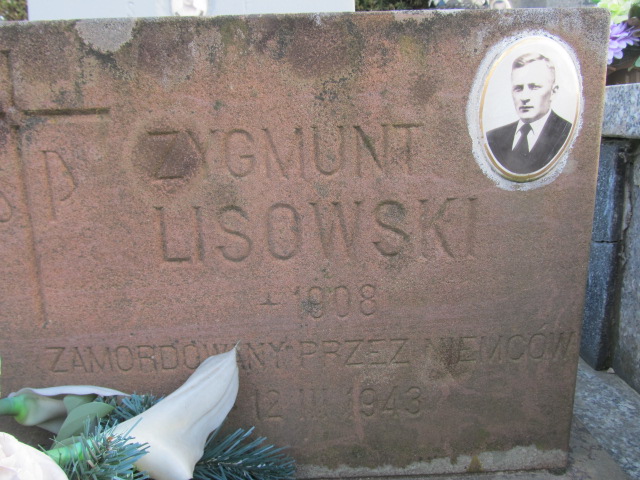 S P
ZYGMUNT
LISOWSKI
1908
ZAMORDOWANY PRZEZ NIEMCÓW
12 III 1943